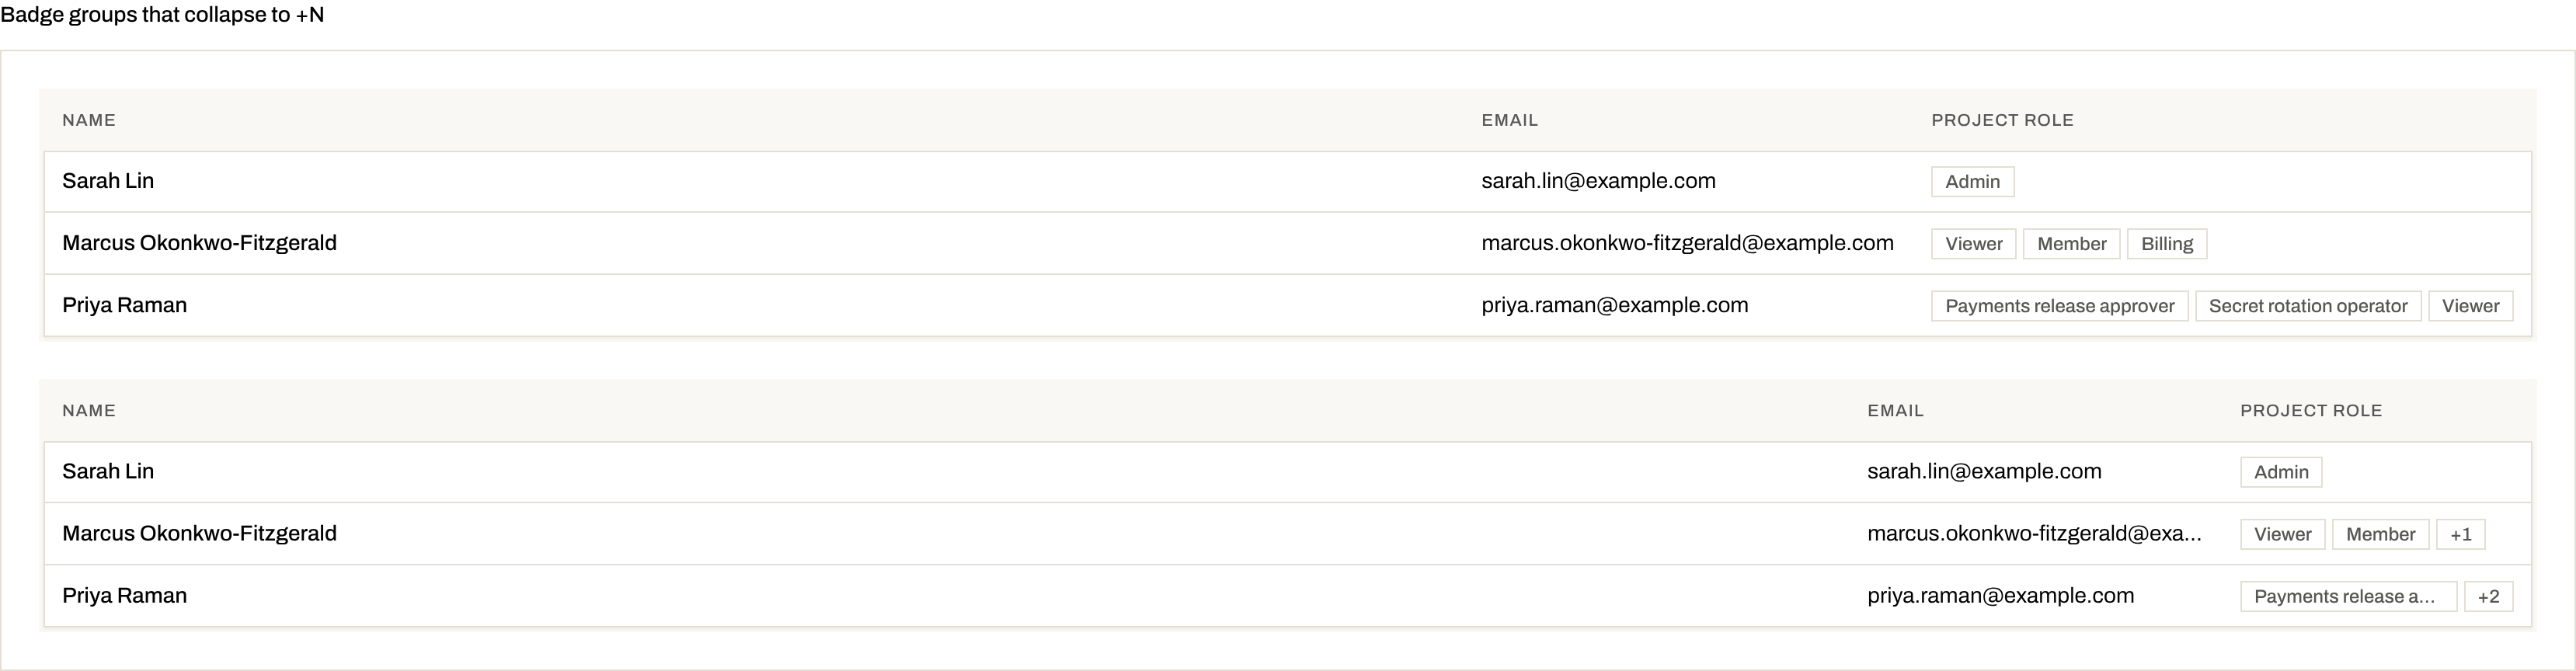 Badge groups that collapse to +N
NAME EMAIL PROJECT ROLE
Sarah Lin sarah.lin@example.com Admin
Marcus Okonkwo-Fitzgerald marcus.okonkwo-fitzgerald@example.com Viewer Member Billing
Priya Raman priya.raman@example.com Payments release approver Secret rotation operator Viewer
NAME EMAIL PROJECT ROLE
Sarah Lin sarah.lin@example.com Admin
Marcus Okonkwo-Fitzgerald marcus.okonkwo-fitzgerald@exa... Viewer Member +1
Priya Raman priya.raman@example.com Payments release a... +2